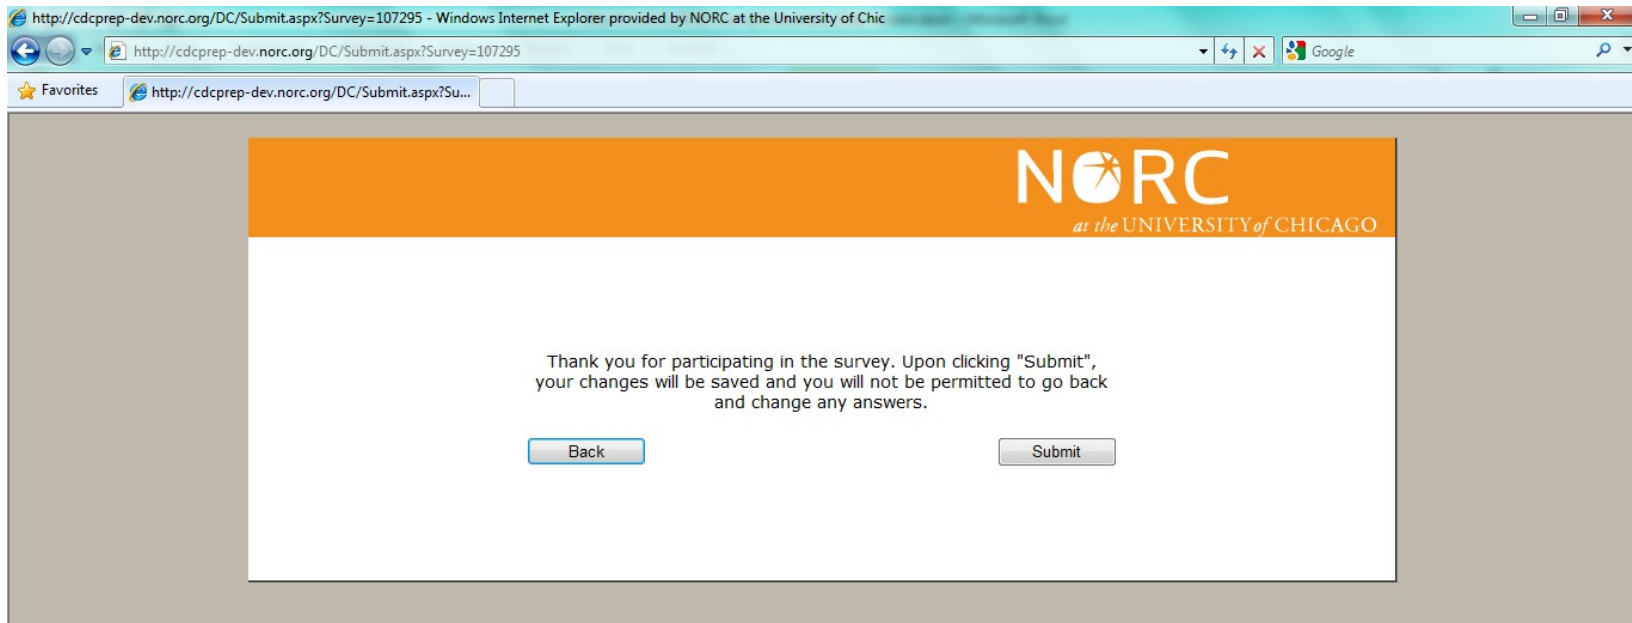 http://cdcprep-dev.norc.org/DC/Submit.aspx?Survey=107295 - Windows Internet Explorer provided by NORC at the University of Chic
http://cdcprep-dev.norc.org/DC/Submit.aspx?Survey=107295
Google
Favorites
http://cdcprep-dev.norc.org/DC/Submit.aspx?Su...
NORC
at the UNIVERSITY of CHICAGO
Thank you for participating in the survey. Upon clicking "Submit",
your changes will be saved and you will not be permitted to go back
and change any answers.
Back Submit